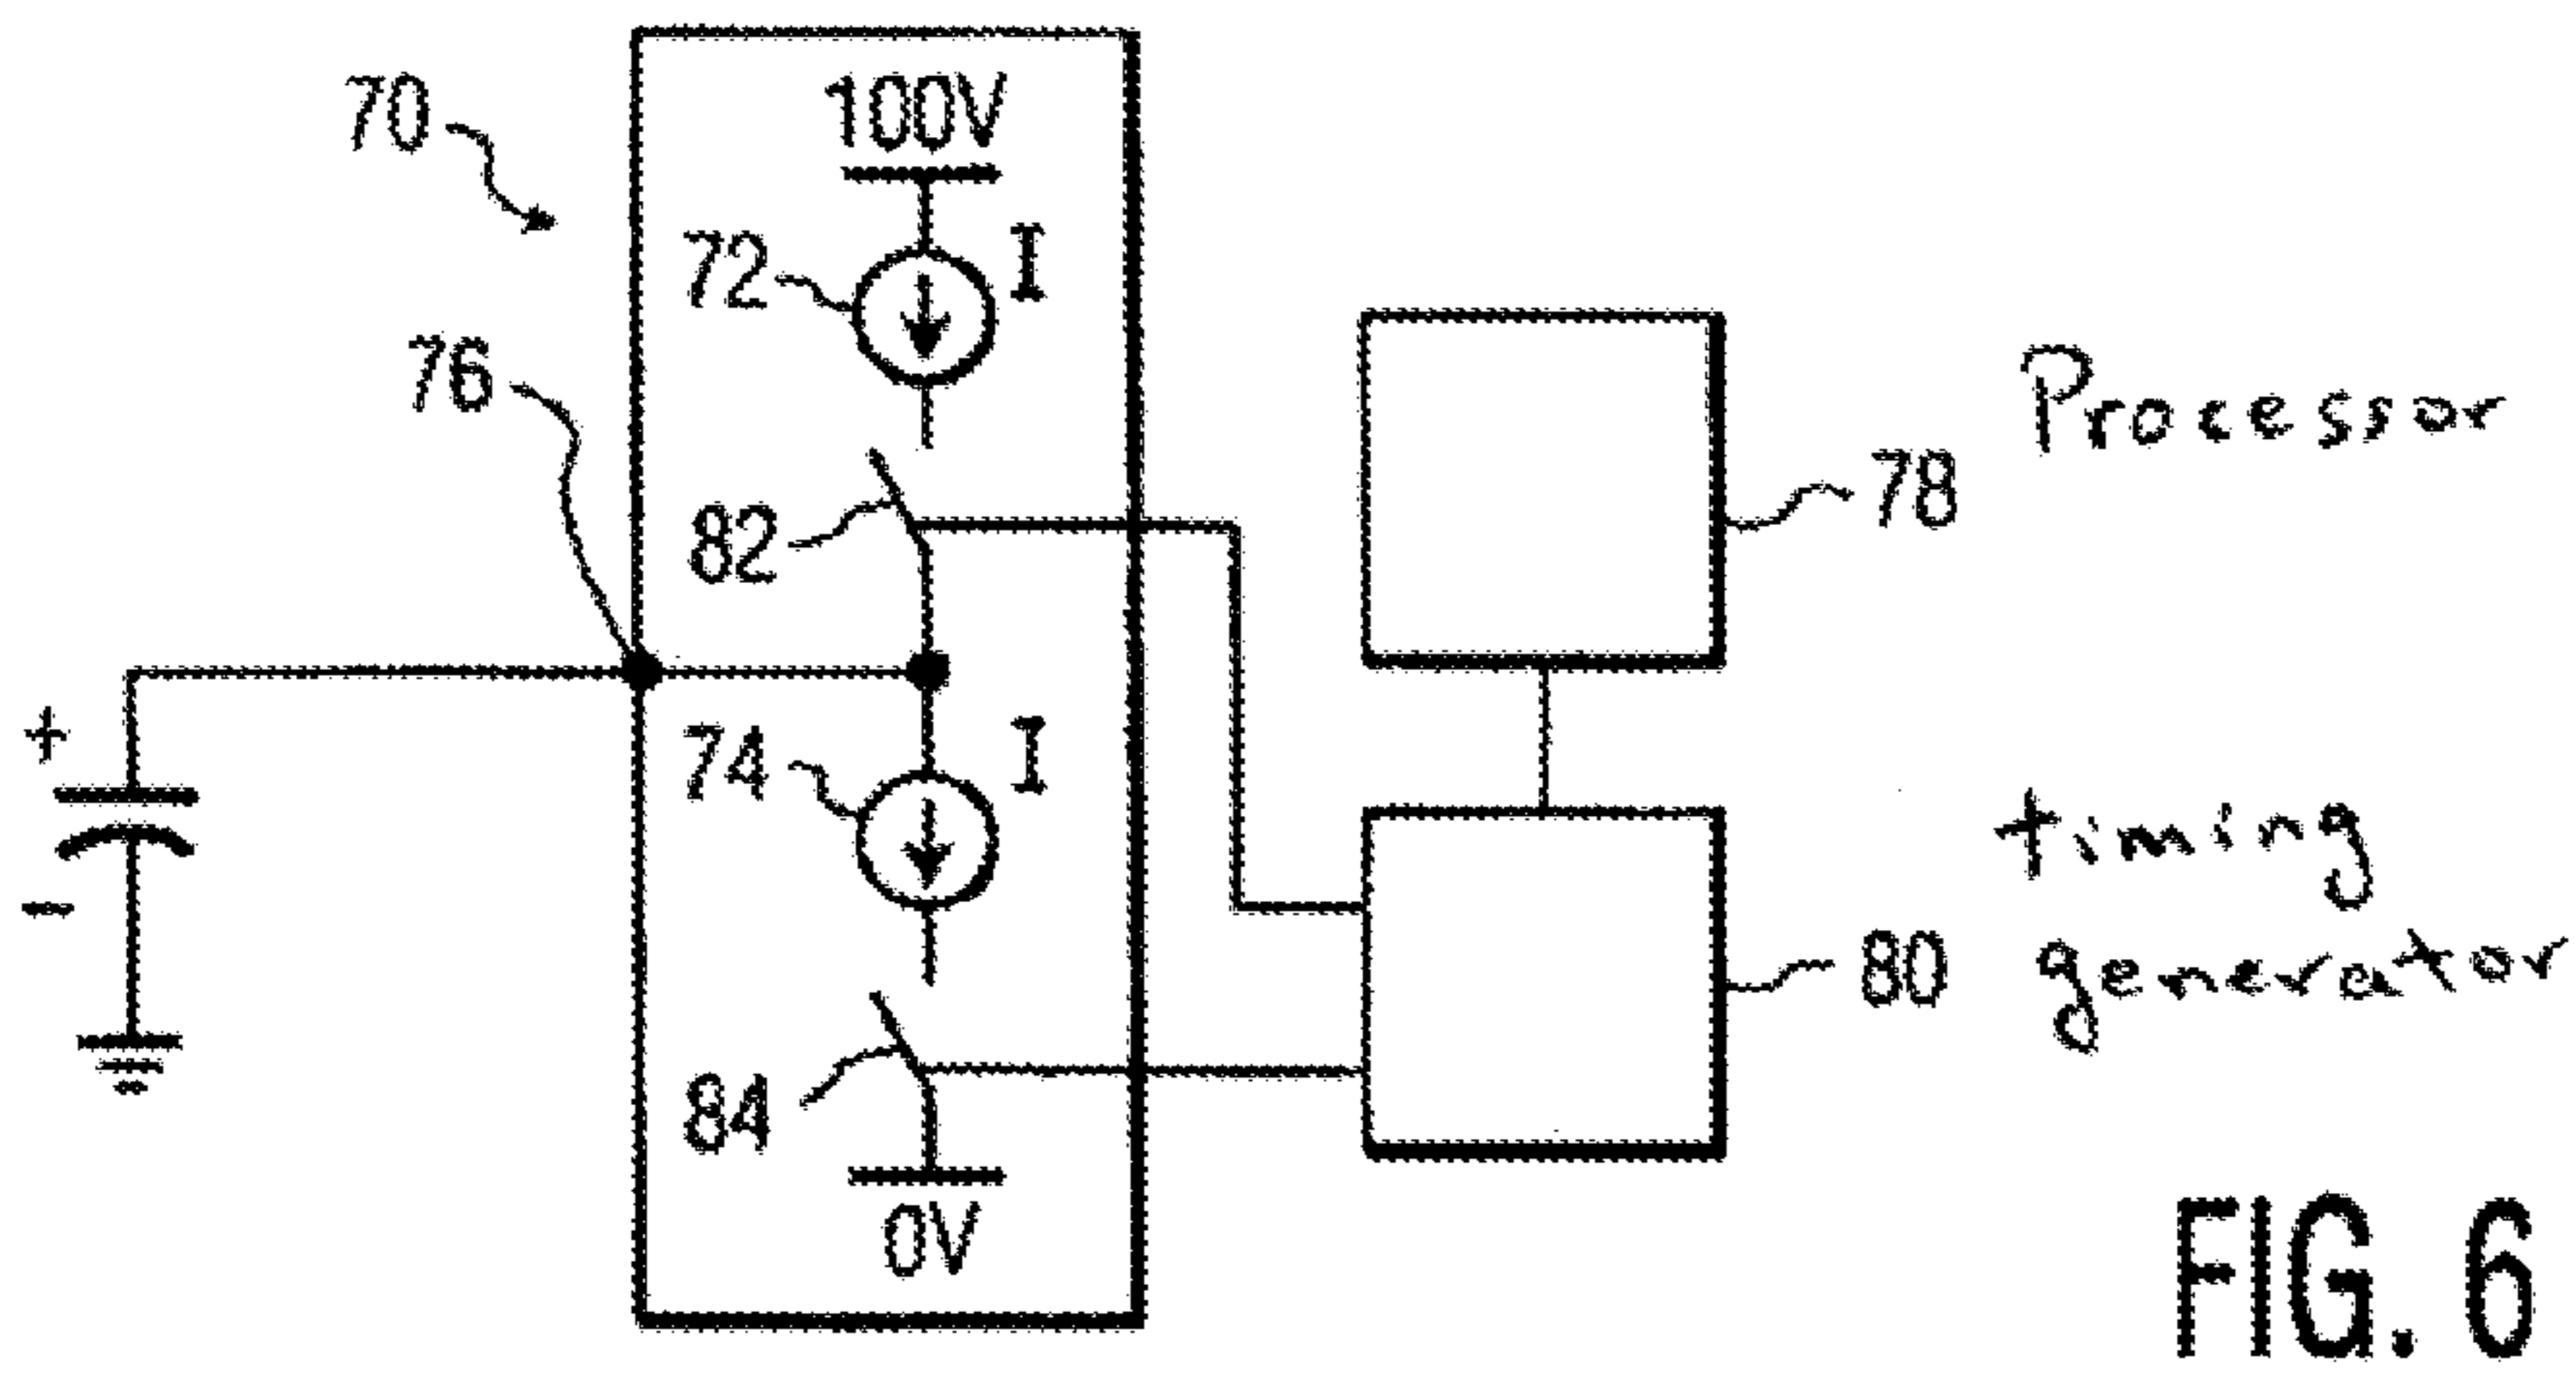 70
100V
72
I
76
82
78
Processor
74
I
timing
80
generator
84
0V
+
-
FIG. 6